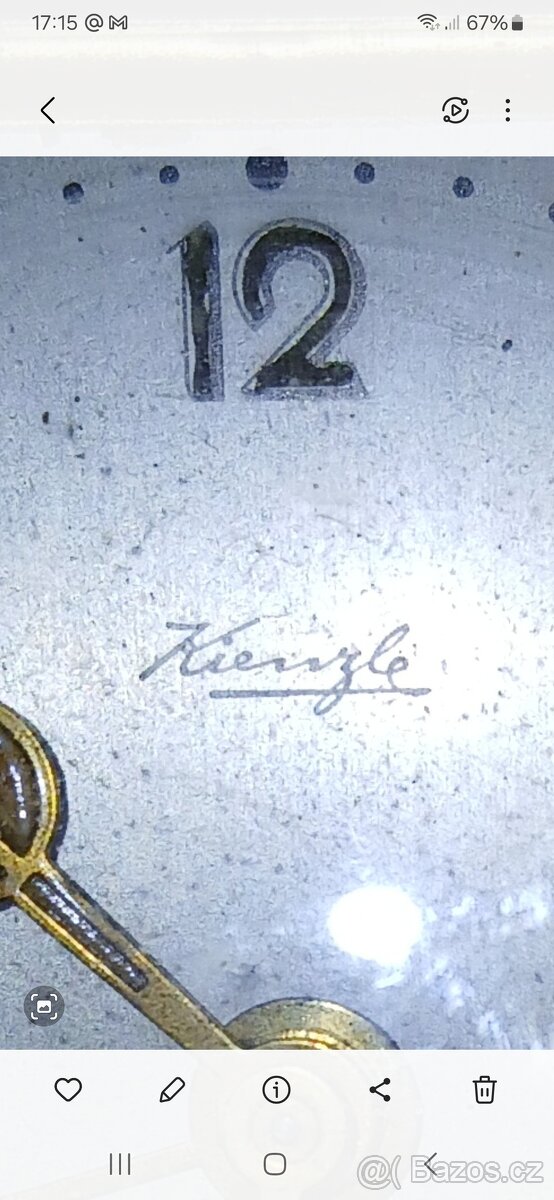 17:15 @ M 67%
12
Kienzle
@( Bazos.cz